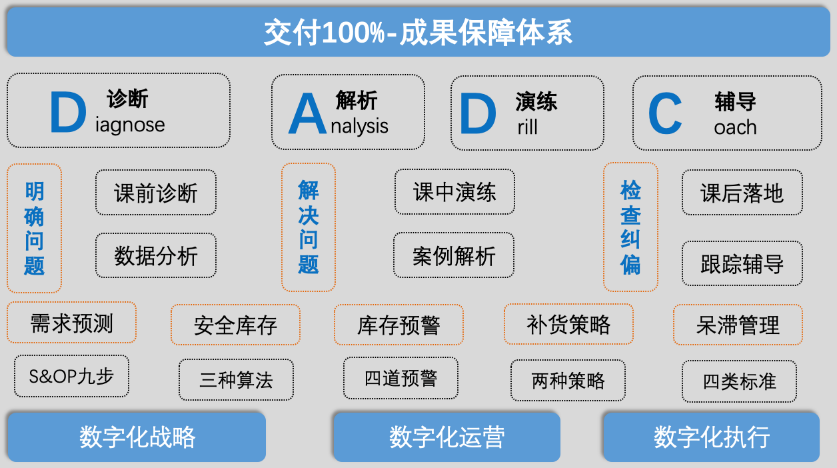 交付100%-成果保障体系
D 诊断 iagnose
A 解析 nalysis
D 演练 rill
C 辅导 oach
明确问题
课前诊断
数据分析
解决问题
课中演练
案例解析
检查纠偏
课后落地
跟踪辅导
需求预测
安全库存
库存预警
补货策略
呆滞管理
S&OP九步
三种算法
四道预警
两种策略
四类标准
数字化战略
数字化运营
数字化执行